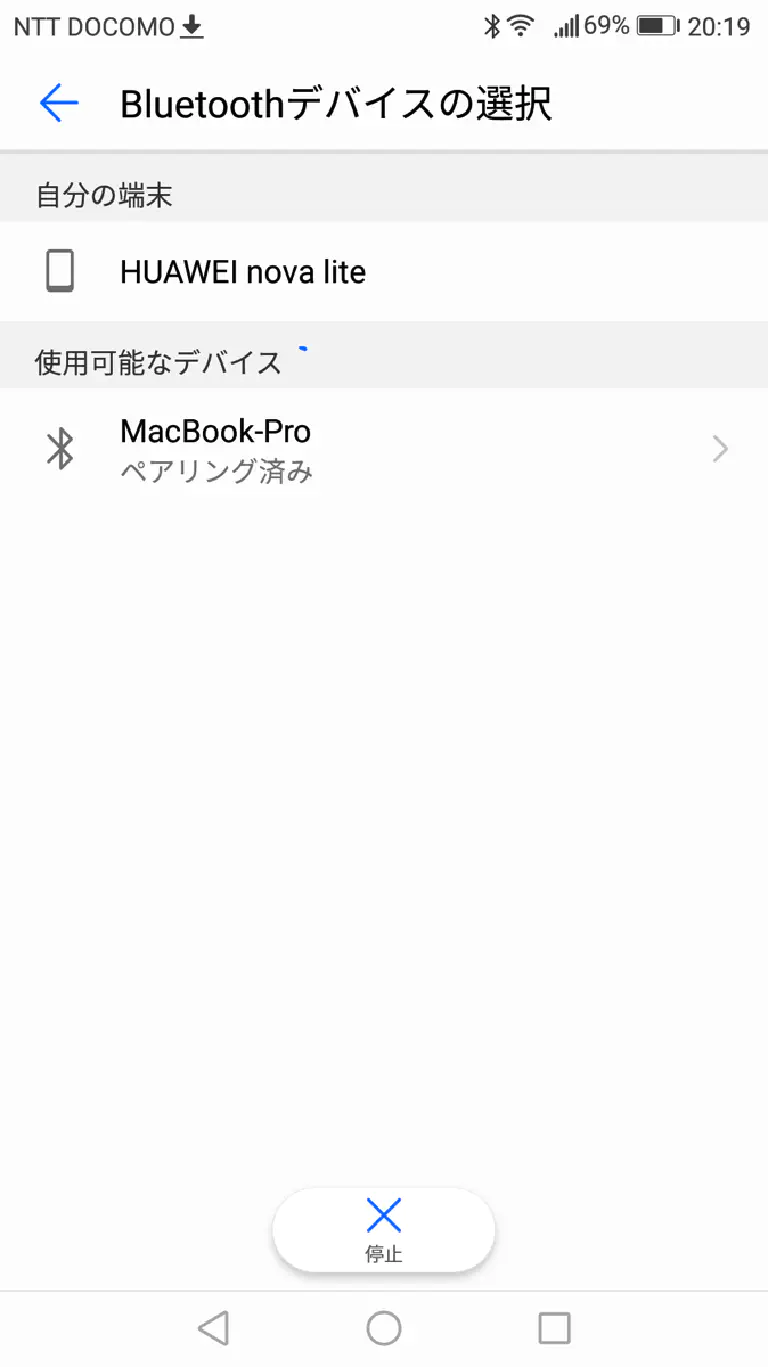 NTT DOCOMO 69% 20:19
Bluetoothデバイスの選択
自分の端末
HUAWEI nova lite
使用可能なデバイス
MacBook-Pro
ペアリング済み
停止